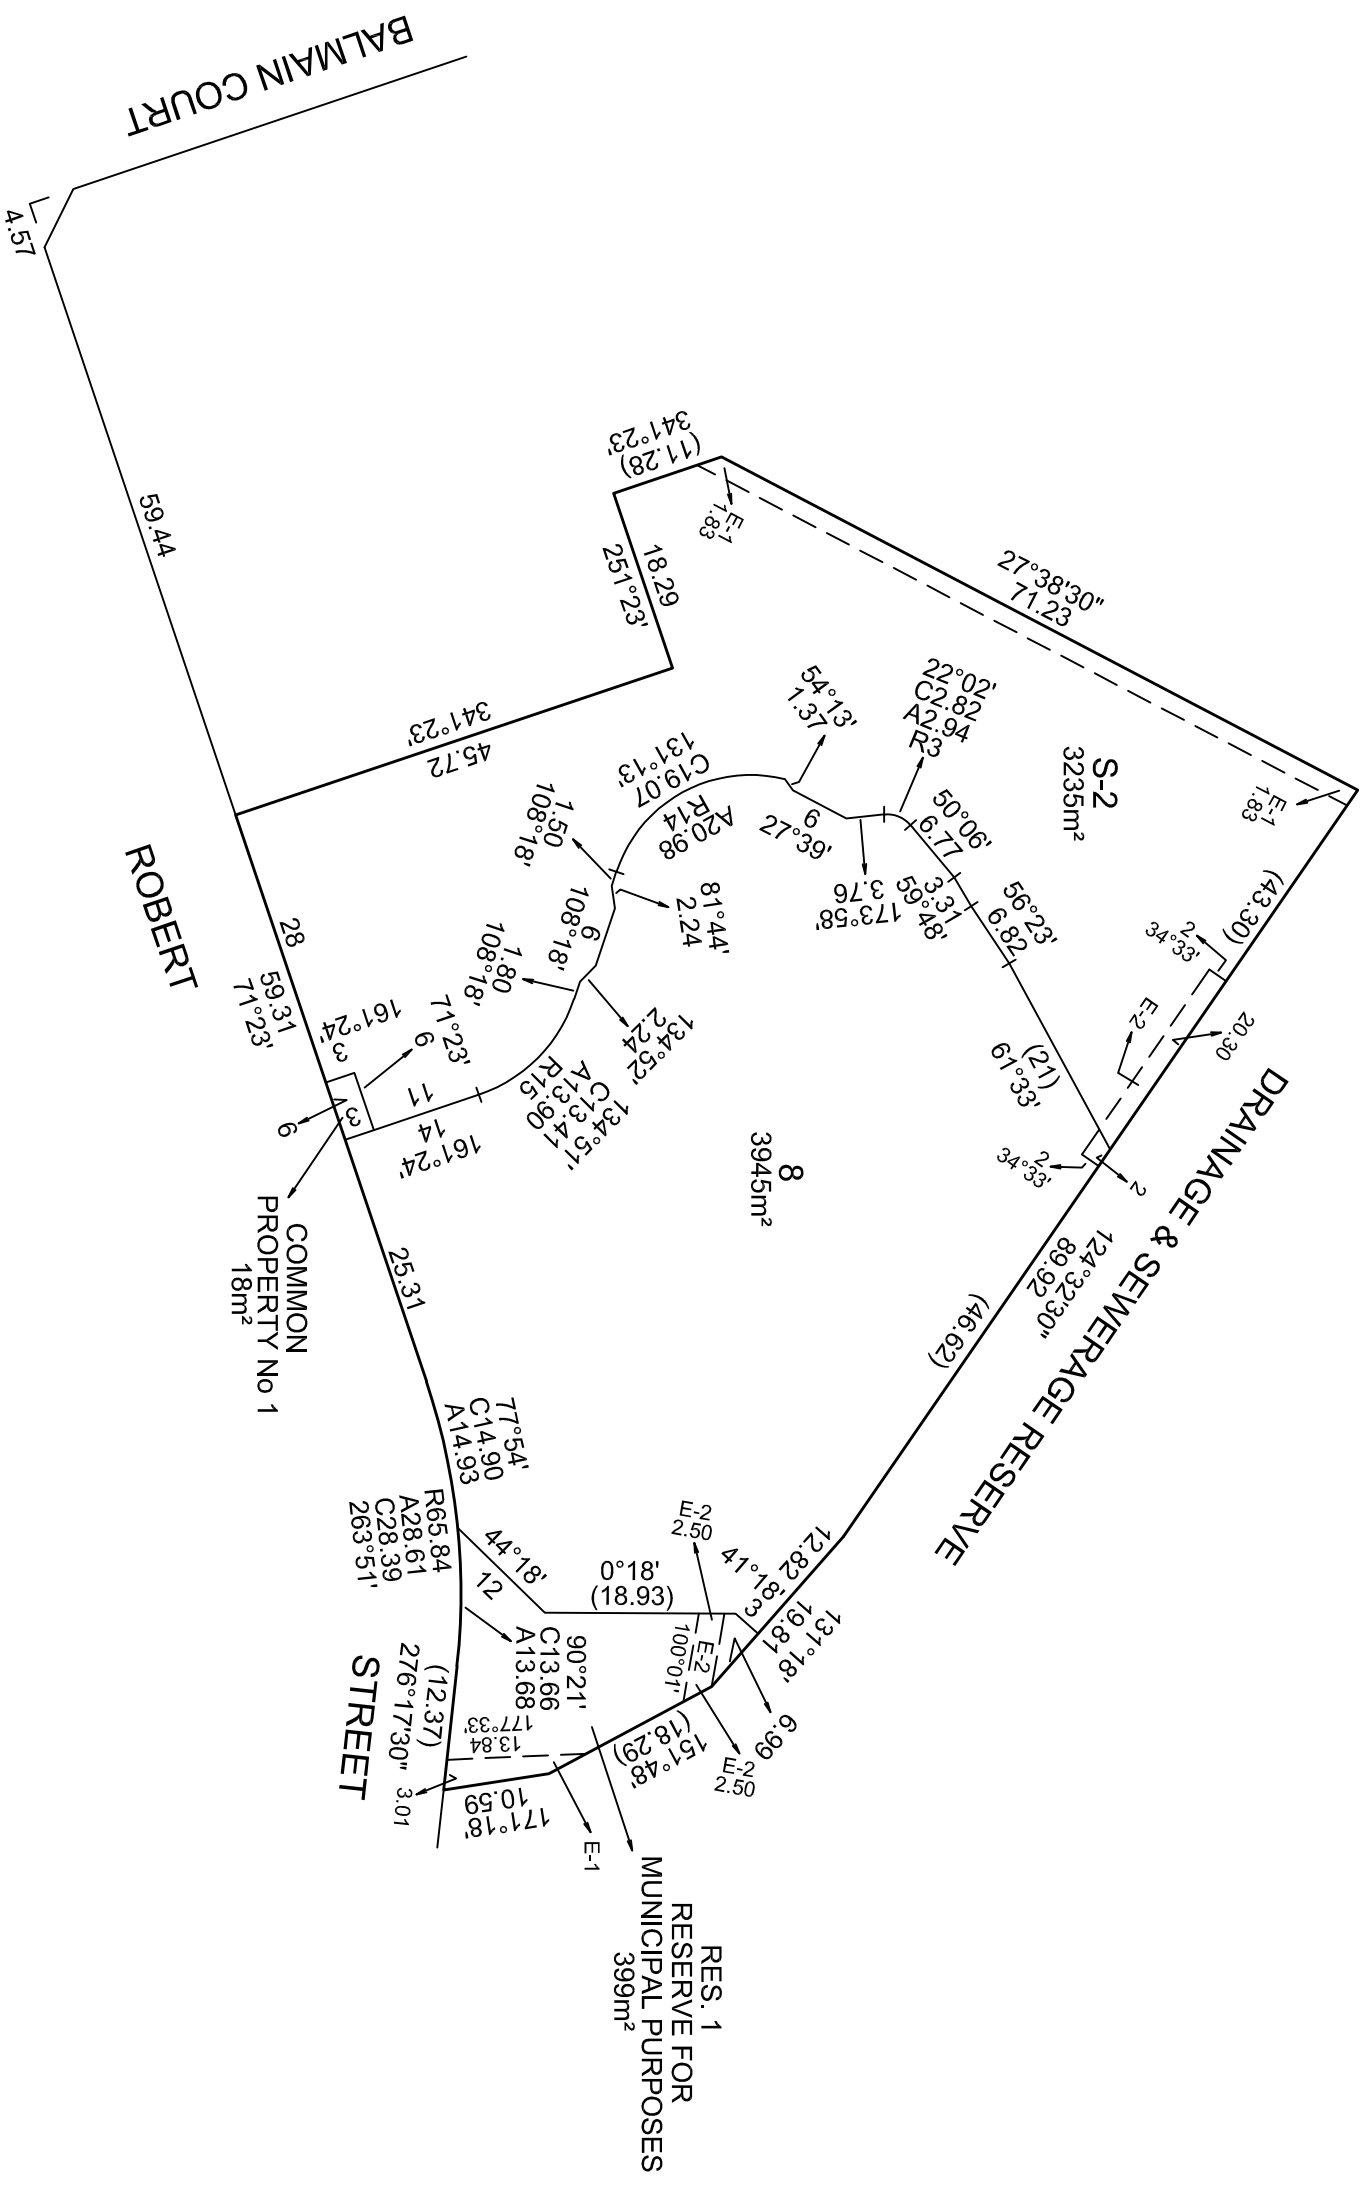 BALMAIN COURT
4.57
59.44
ROBERT
STREET
341°23'
(11.28)
18.29
251°23'
341°23'
45.72
E-1
1.83
27°38'30"
71.23
S-2
3235m²
E-1
1.83
(43.30)
2
34°33'
20.30
E-2
DRAINAGE & SEWERAGE RESERVE
2
34°33'
2
124°32'30"
89.92
(46.62)
54°13'
1.37
22°02'
C2.82
A2.94
R3
50°06'
6.77
3.31
59°48'
56°23'
6.82
(21)
61°33'
3.76
173°58'
6
27°39'
A20.98
R14
C19.07
131°13'
1.50
108°18'
81°44'
2.24
6
108°18'
1.80
108°18'
134°52'
2.24
134°51'
C13.41
A13.90
R15
8
3945m²
28
59.31
71°23'
161°24'
3
71°23'
6
11
14
161°24'
3
6
COMMON
PROPERTY No 1
18m²
25.31
77°54'
C14.90
A14.93
R65.84
A28.61
C28.39
263°51'
44°18'
12
0°18'
(18.93)
E-2
2.50
41°18'
3
12.82
131°18'
19.81
6.99
E-2
100°01'
E-2
2.50
151°48'
(18.29)
90°21'
C13.66
A13.68
(12.37)
276°17'30"
177°33'
13.84
3.01
171°18'
10.59
E-1
RES. 1
RESERVE FOR
MUNICIPAL PURPOSES
399m²